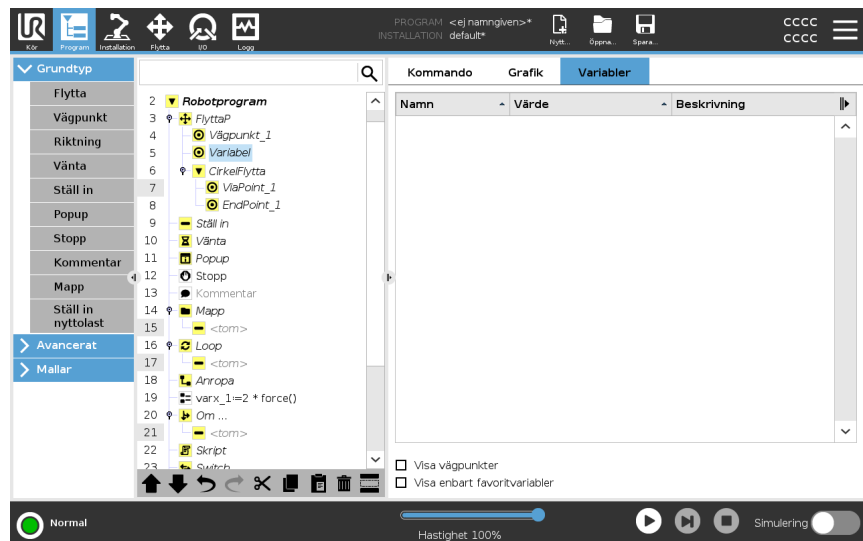 PROGRAM <ej namngiven>*
INSTALLATION default*
Kör
Program
Installation
Flytta
I/O
Logg
Nytt...
Öppna...
Spara...
CCCC
CCCC
Grundtyp
Flytta
Vägpunkt
Riktning
Vänta
Ställ in
Popup
Stopp
Kommentar
Mapp
Ställ in
nyttolast
Avancerat
Mallar
2 Robotprogram
3 FlyttaP
4 Vägpunkt_1
5 Variabel
6 CirkelFlytta
7 ViaPoint_1
8 EndPoint_1
9 Ställ in
10 Vänta
11 Popup
12 Stopp
13 Kommentar
14 Mapp
15 <tom>
16 Loop
17 <tom>
18 Anropa
19 varx_1:=2 * force()
20 Om ...
21 <tom>
22 Skript
23 Switch
Kommando
Grafik
Variabler
Namn
Värde
Beskrivning
Visa vägpunkter
Visa enbart favoritvariabler
Normal
Hastighet 100%
Simulering